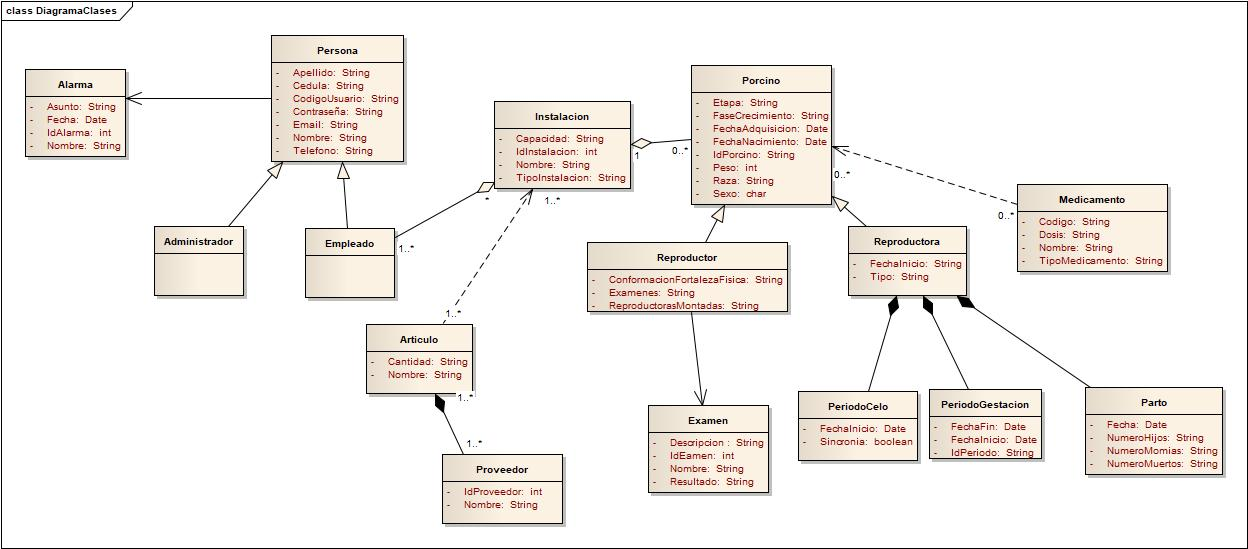 class DiagramaClases
Alarma
- Asunto: String
- Fecha: Date
- IdAlarma: int
- Nombre: String
Persona
- Apellido: String
- Cedula: String
- CodigoUsuario: String
- Contraseña: String
- Email: String
- Nombre: String
- Telefono: String
Instalacion
- Capacidad: String
- IdInstalacion: int
- Nombre: String
- TipoInstalacion: String
1
0..*
*
1..*
Porcino
- Etapa: String
- FaseCrecimiento: String
- FechaAdquisicion: Date
- FechaNacimiento: Date
- IdPorcino: String
- Peso: int
- Raza: String
- Sexo: char
0..*
0..*
Medicamento
- Codigo: String
- Dosis: String
- Nombre: String
- TipoMedicamento: String
Administrador
Empleado
1..*
Reproductor
- ConformacionFortalezaFisica: String
- Examenes: String
- ReproductorasMontadas: String
Reproductora
- FechaInicio: String
- Tipo: String
1..*
Articulo
- Cantidad: String
- Nombre: String
1..*
1..*
Proveedor
- IdProveedor: int
- Nombre: String
Examen
- Descripcion : String
- IdEamen: int
- Nombre: String
- Resultado: String
PeriodoCelo
- FechaInicio: Date
- Sincronia: boolean
PeriodoGestacion
- FechaFin: Date
- FechaInicio: Date
- IdPeriodo: String
Parto
- Fecha: Date
- NumeroHijos: String
- NumeroMomias: String
- NumeroMuertos: String